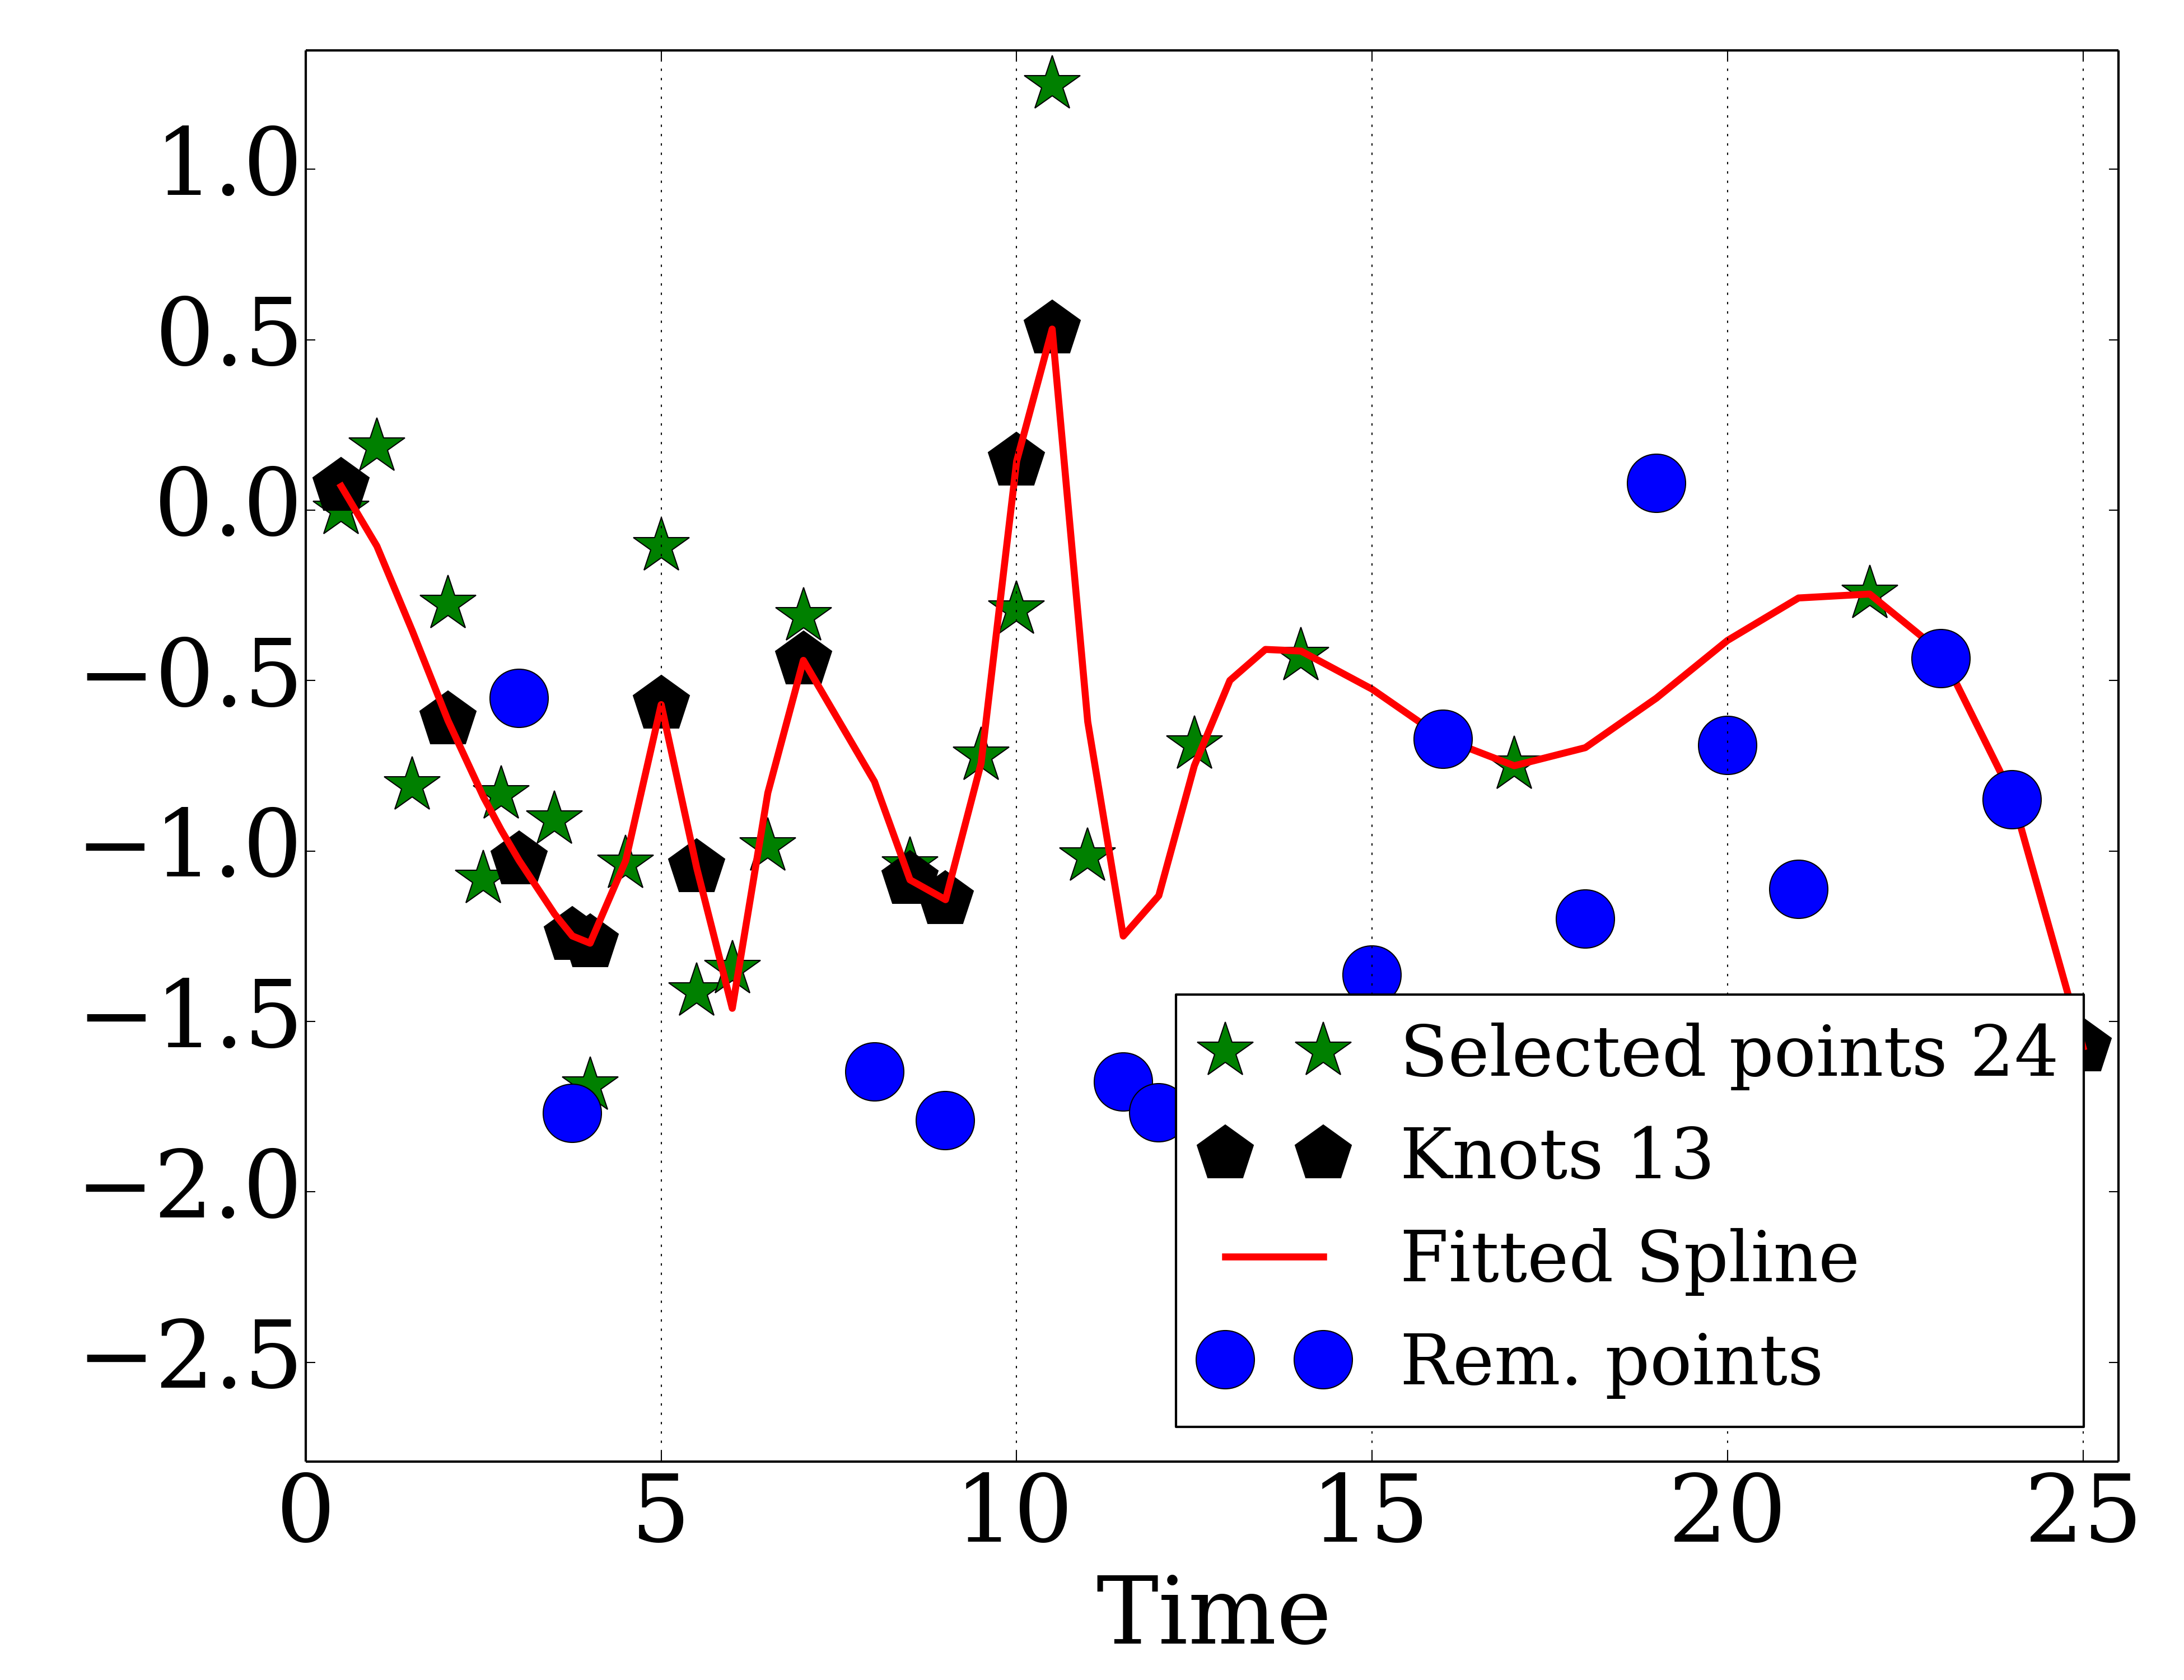 1.0
0.5
0.0
−0.5
−1.0
−1.5
−2.0
−2.5
Selected points 24
Knots 13
Fitted Spline
Rem. points
0 5 10 15 20 25
Time